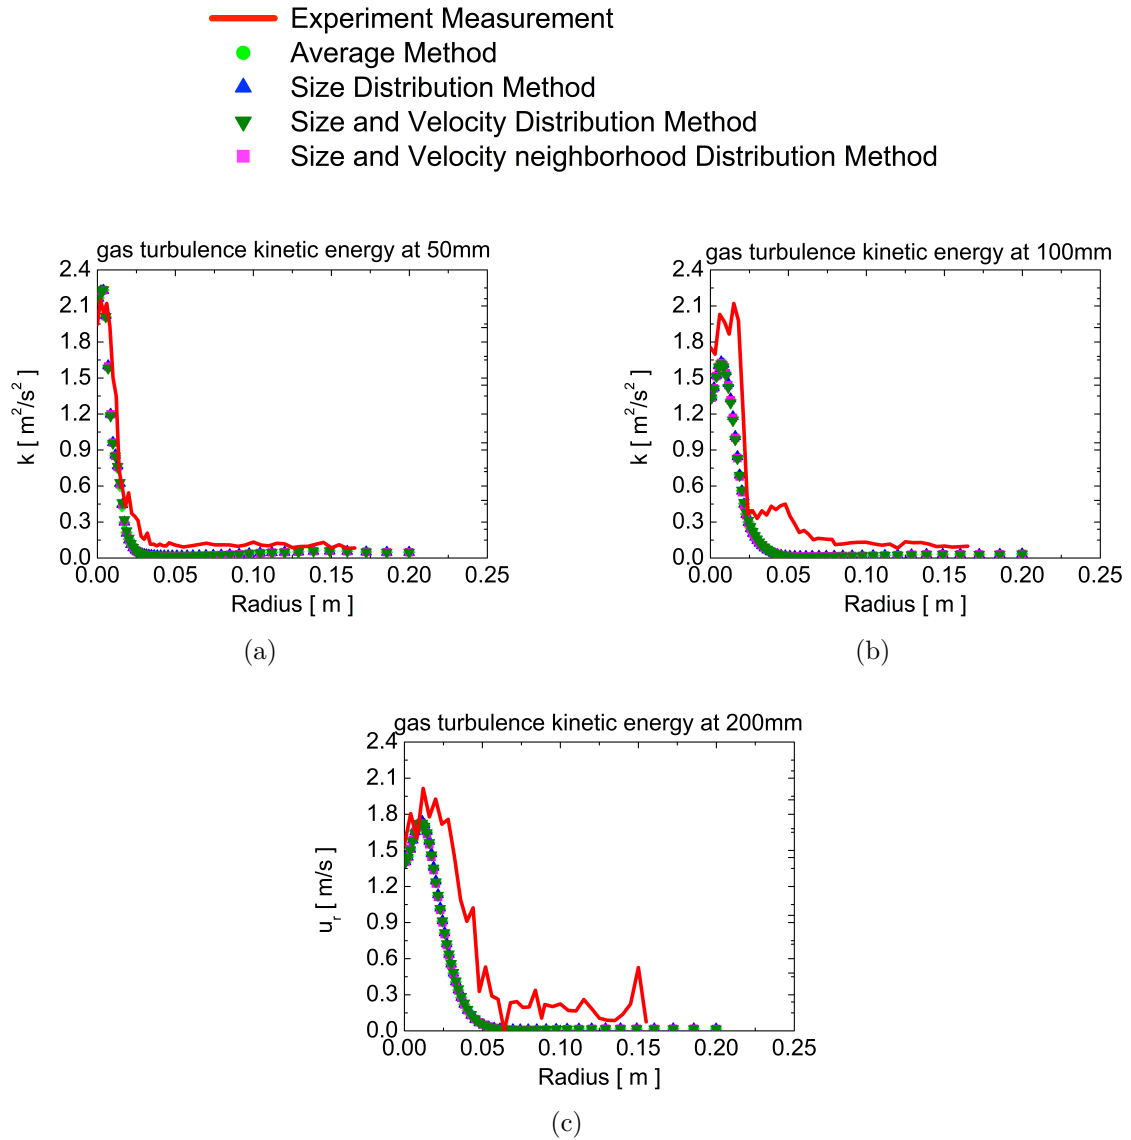 Experiment Measurement
Average Method
Size Distribution Method
Size and Velocity Distribution Method
Size and Velocity neighborhood Distribution Method
gas turbulence kinetic energy at 50mm
2.4
2.1
1.8
1.5
1.2
0.9
0.6
0.3
0.0
k [ m²/s² ]
0.00 0.05 0.10 0.15 0.20 0.25
Radius [ m ]
(a)
gas turbulence kinetic energy at 100mm
2.4
2.1
1.8
1.5
1.2
0.9
0.6
0.3
0.0
k [ m²/s² ]
0.00 0.05 0.10 0.15 0.20 0.25
Radius [ m ]
(b)
gas turbulence kinetic energy at 200mm
2.4
2.1
1.8
1.5
1.2
0.9
0.6
0.3
0.0
uᵣ [ m/s ]
0.00 0.05 0.10 0.15 0.20 0.25
Radius [ m ]
(c)